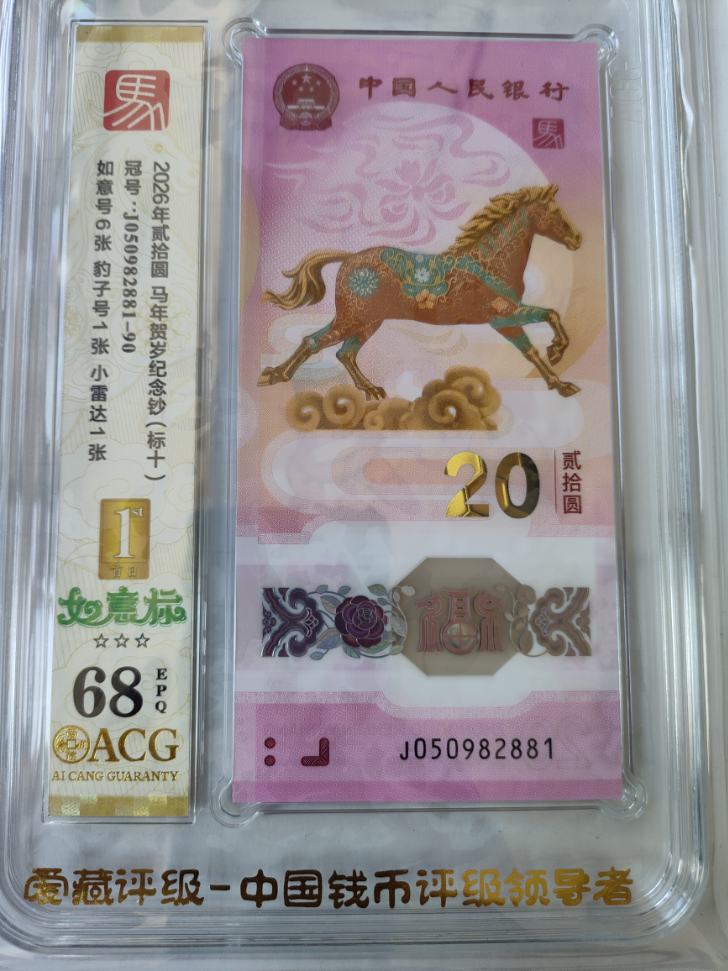 馬
2026年贰拾圆 马年贺岁纪念钞(标十)
冠号:J050982881-90
如意号6张 豹子号1张 小雷达1张
1st
首日
如意标
68
EPQ
ACG
AI CANG GUARANTY
中国人民银行
馬
20
贰拾圆
J050982881
爱藏评级-中国钱币评级领导者